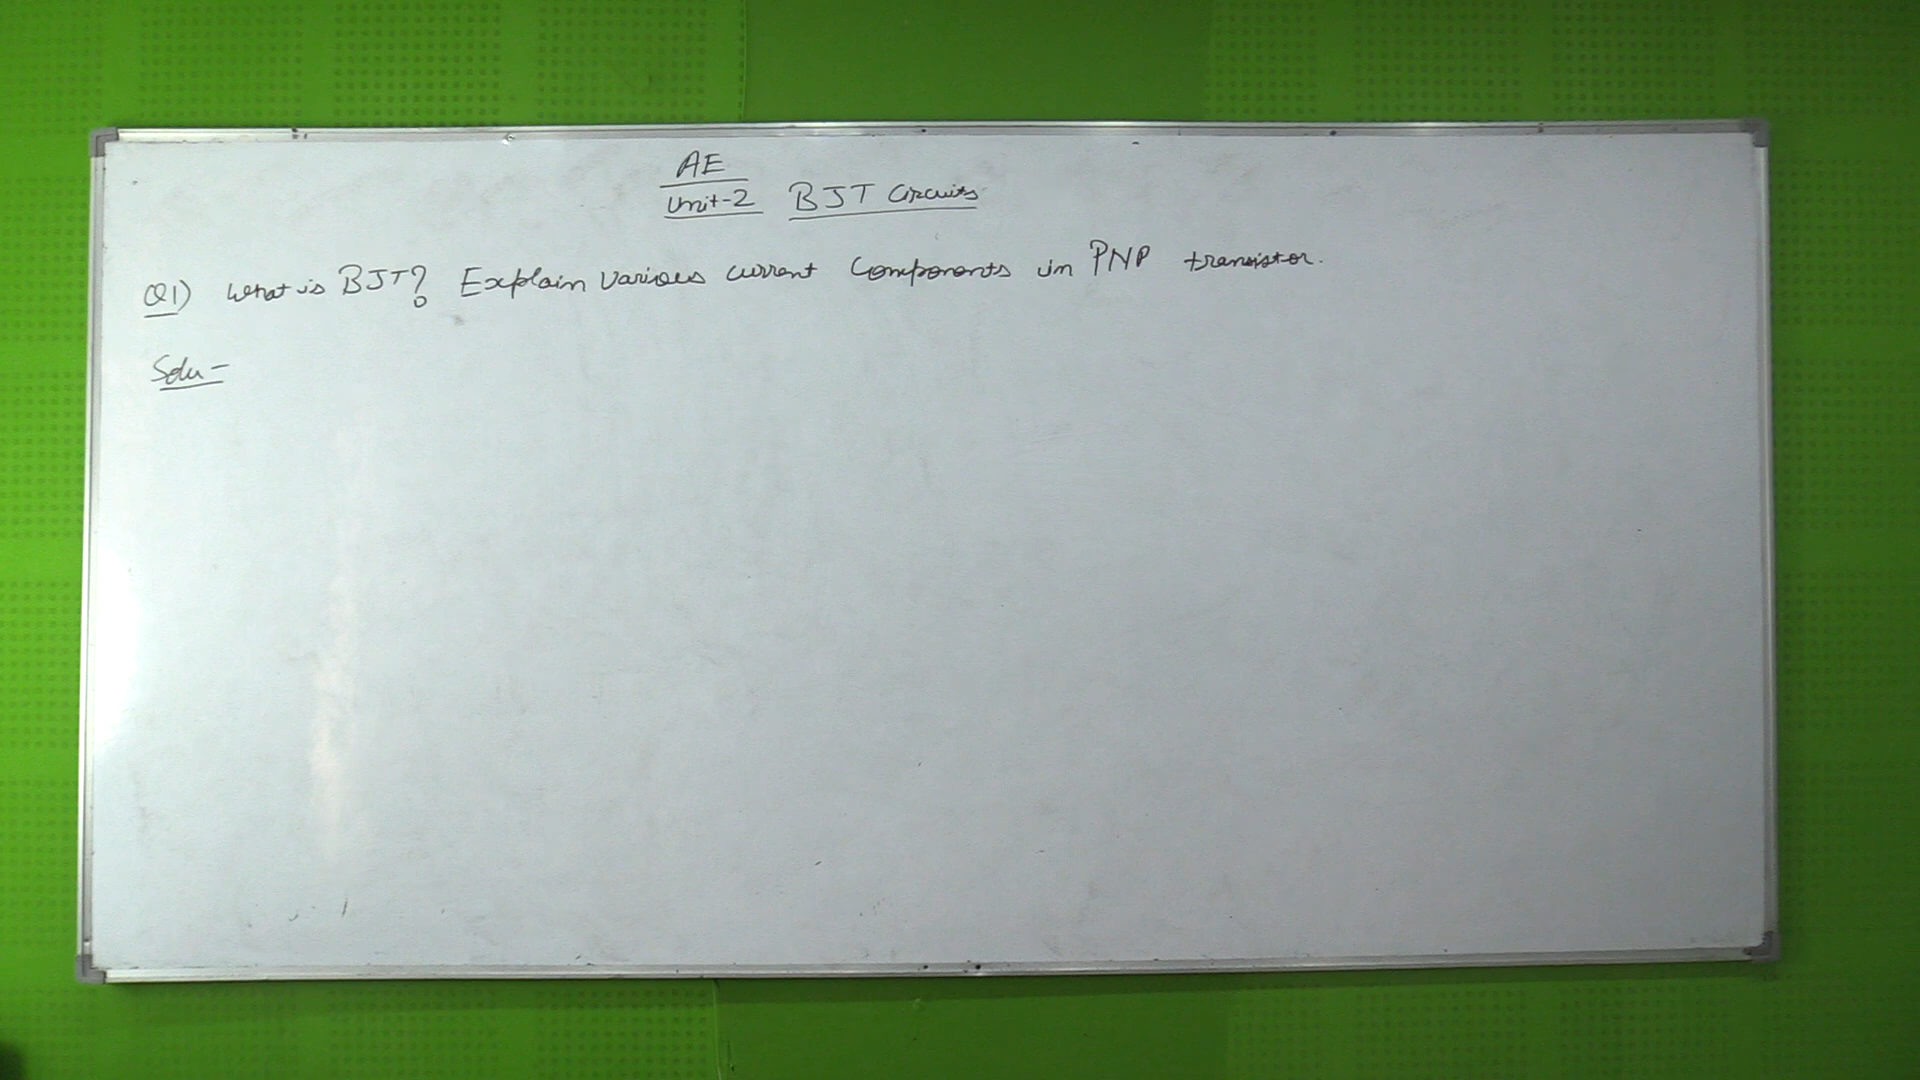 AE
Unit-2 BJT Circuits
Q1) What is BJT? Explain Various current Components in PNP transistor.
Solu -